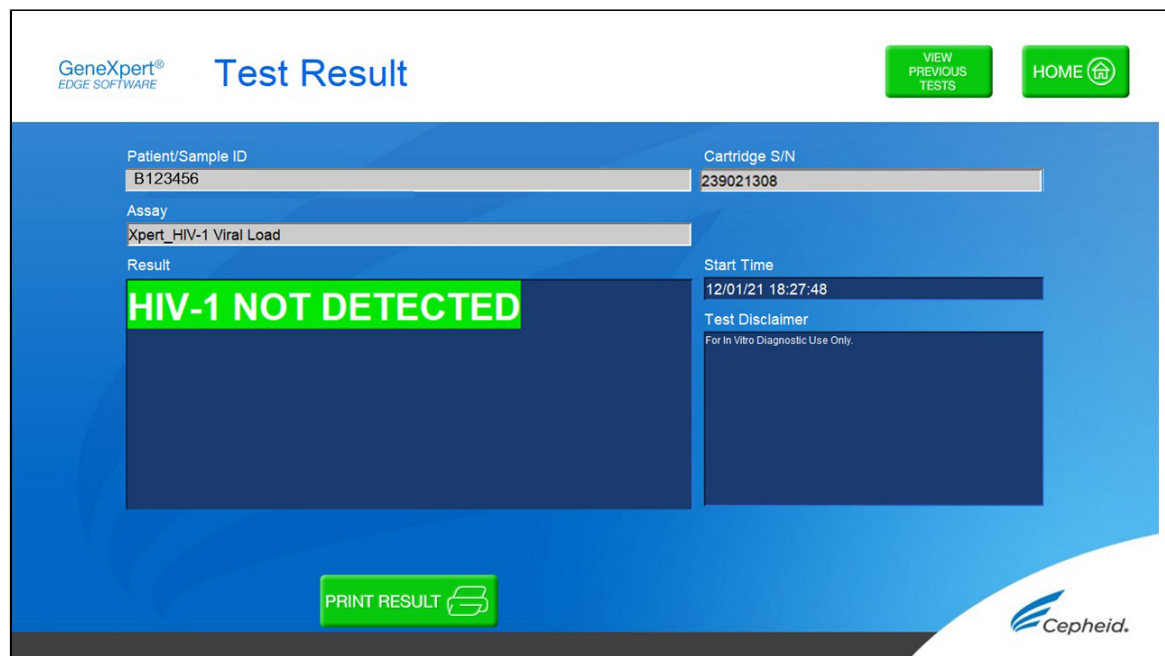 GeneXpert®
EDGE SOFTWARE
Test Result
VIEW
PREVIOUS
TESTS
HOME
Patient/Sample ID
B123456
Cartridge S/N
239021308
Assay
Xpert_HIV-1 Viral Load
Result
HIV-1 NOT DETECTED
Start Time
12/01/21 18:27:48
Test Disclaimer
For In Vitro Diagnostic Use Only.
PRINT RESULT
Cepheid.